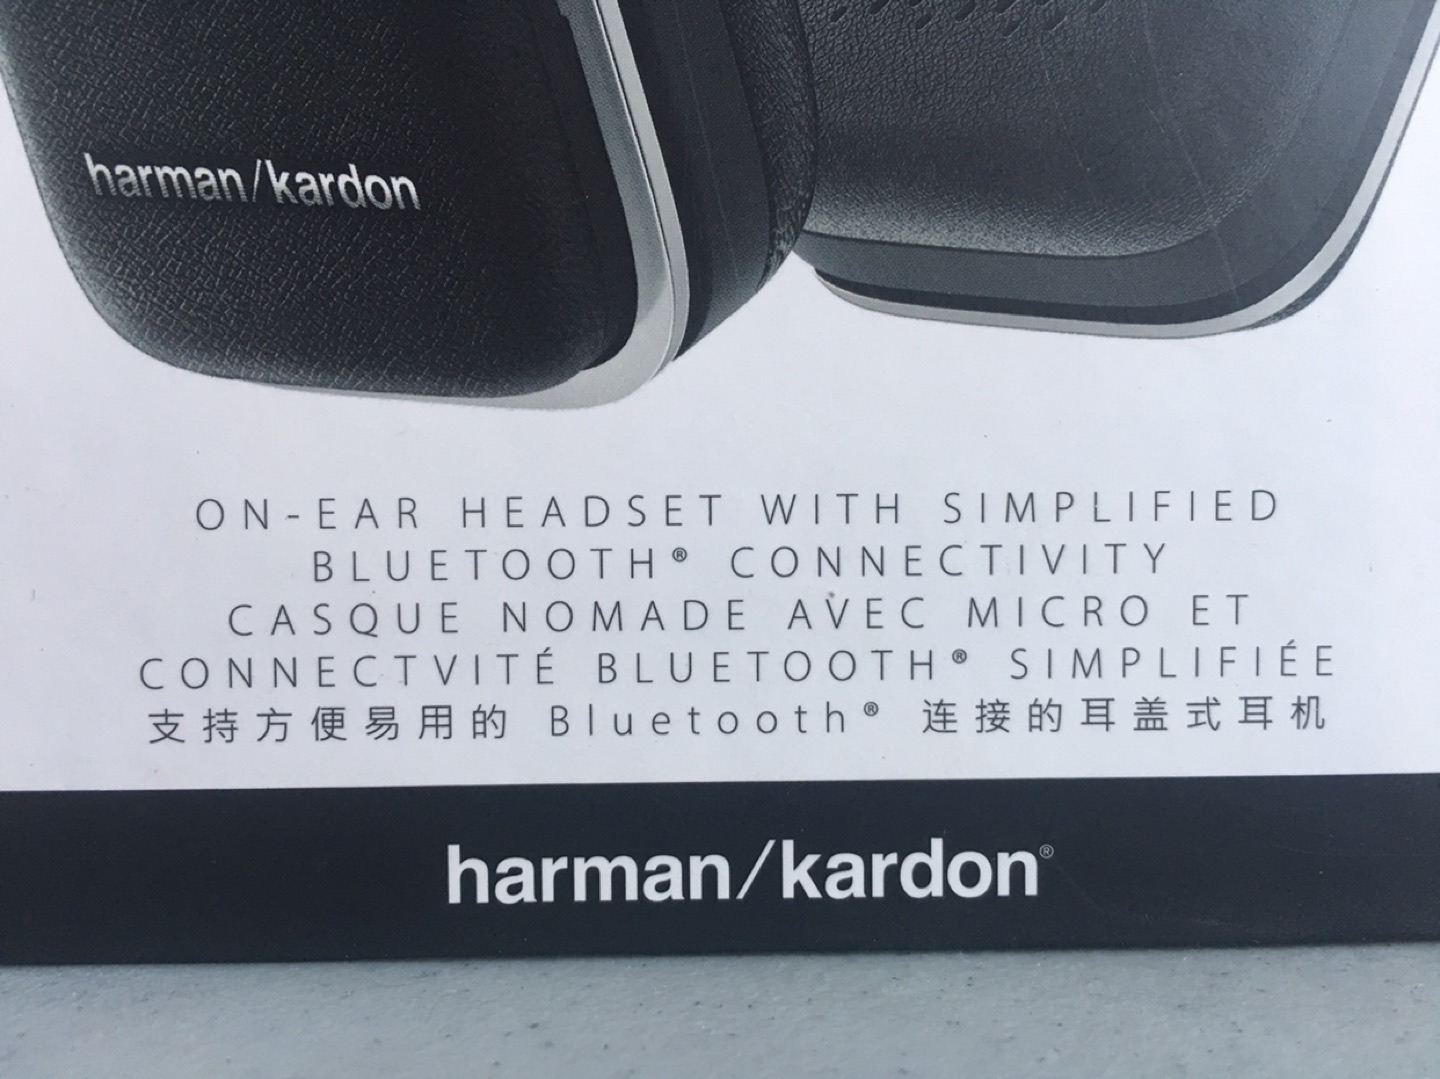 harman/kardon
ON-EAR HEADSET WITH SIMPLIFIED
BLUETOOTH® CONNECTIVITY
CASQUE NOMADE AVEC MICRO ET
CONNECTVITÉ BLUETOOTH® SIMPLIFIÉE
支持方便易用的 Bluetooth® 连接的耳盖式耳机
harman/kardon®